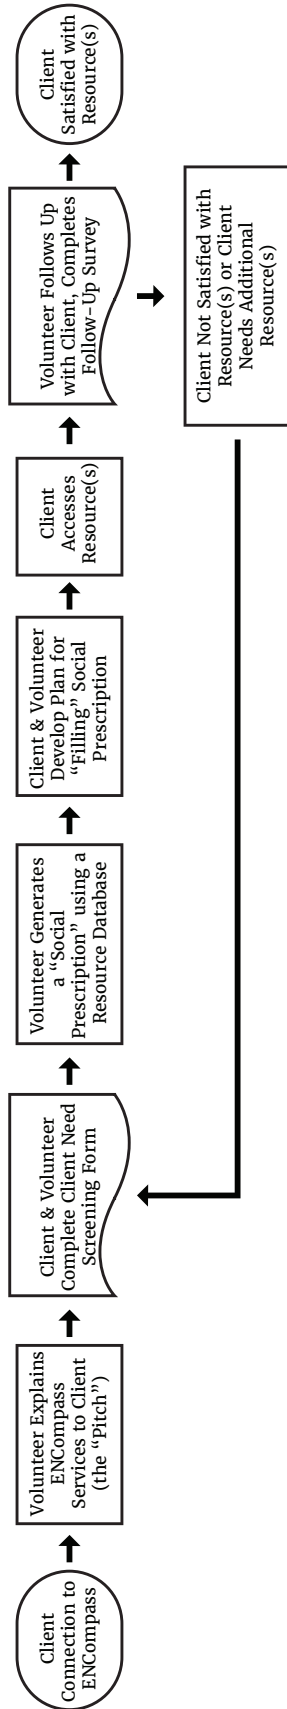 Client
Connection to
ENCompass
Volunteer Explains
ENCompass
Services to Client
(the “Pitch”)
Client & Volunteer
Complete Client Need
Screening Form
Volunteer Generates
a “Social
Prescription” using a
Resource Database
Client & Volunteer
Develop Plan for
“Filling” Social
Prescription
Client
Accesses
Resource(s)
Volunteer Follows Up
with Client, Completes
Follow-Up Survey
Client
Satisfied with
Resource(s)
Client Not Satisfied with
Resource(s) or Client
Needs Additional
Resource(s)